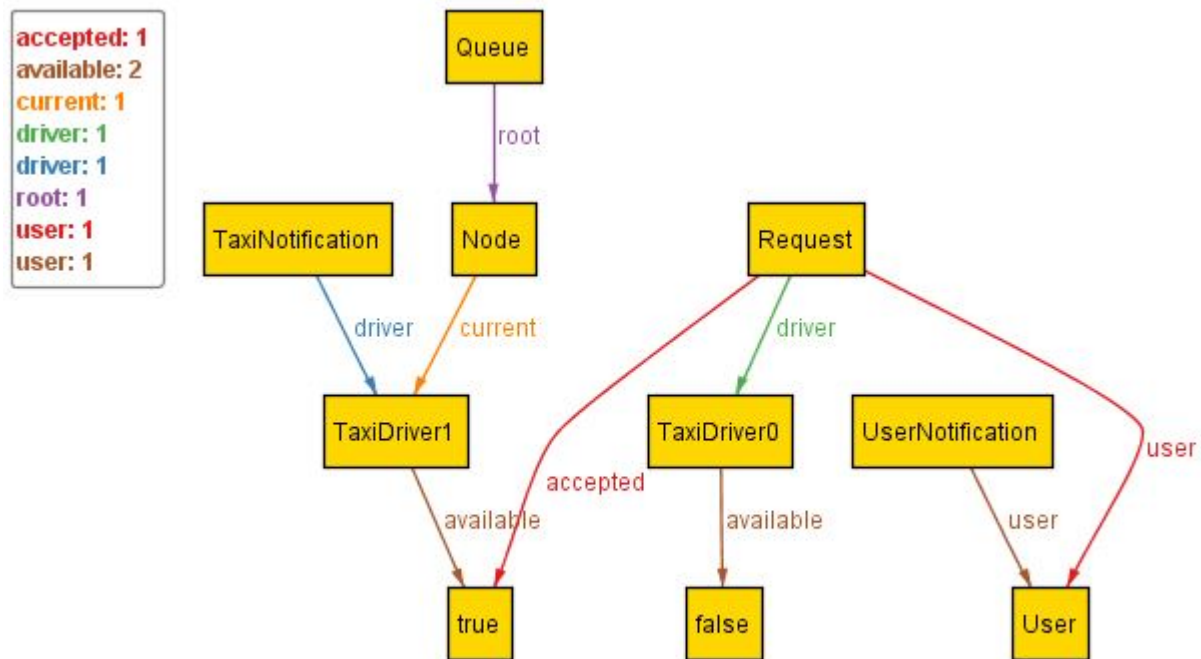 accepted: 1
available: 2
current: 1
driver: 1
driver: 1
root: 1
user: 1
user: 1
Queue
root
TaxiNotification
Node
Request
driver
current
driver
TaxiDriver1
TaxiDriver0
UserNotification
user
accepted
available
available
user
true
false
User